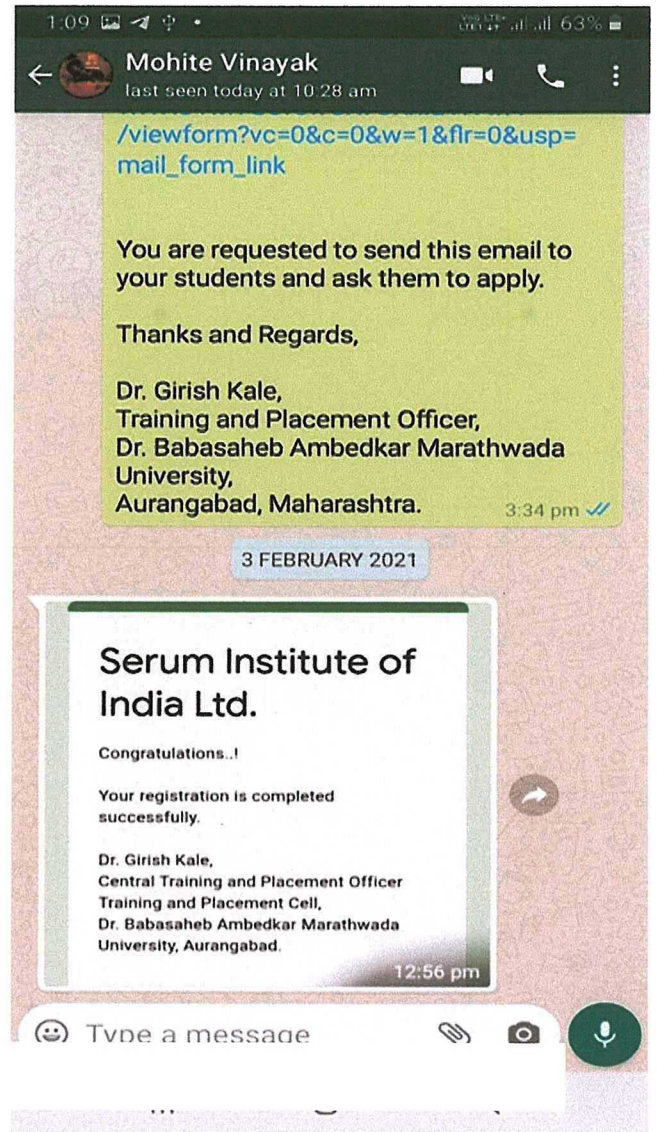 1:09
63%
Mohite Vinayak
last seen today at 10:28 am
/viewform?vc=0&c=0&w=1&flr=0&usp=
mail_form_link
You are requested to send this email to
your students and ask them to apply.
Thanks and Regards,
Dr. Girish Kale,
Training and Placement Officer,
Dr. Babasaheb Ambedkar Marathwada
University,
Aurangabad, Maharashtra.
3:34 pm
3 FEBRUARY 2021
Serum Institute of
India Ltd.
Congratulations..!
Your registration is completed
successfully.
Dr. Girish Kale,
Central Training and Placement Officer
Training and Placement Cell,
Dr. Babasaheb Ambedkar Marathwada
University, Aurangabad.
12:56 pm
Type a message